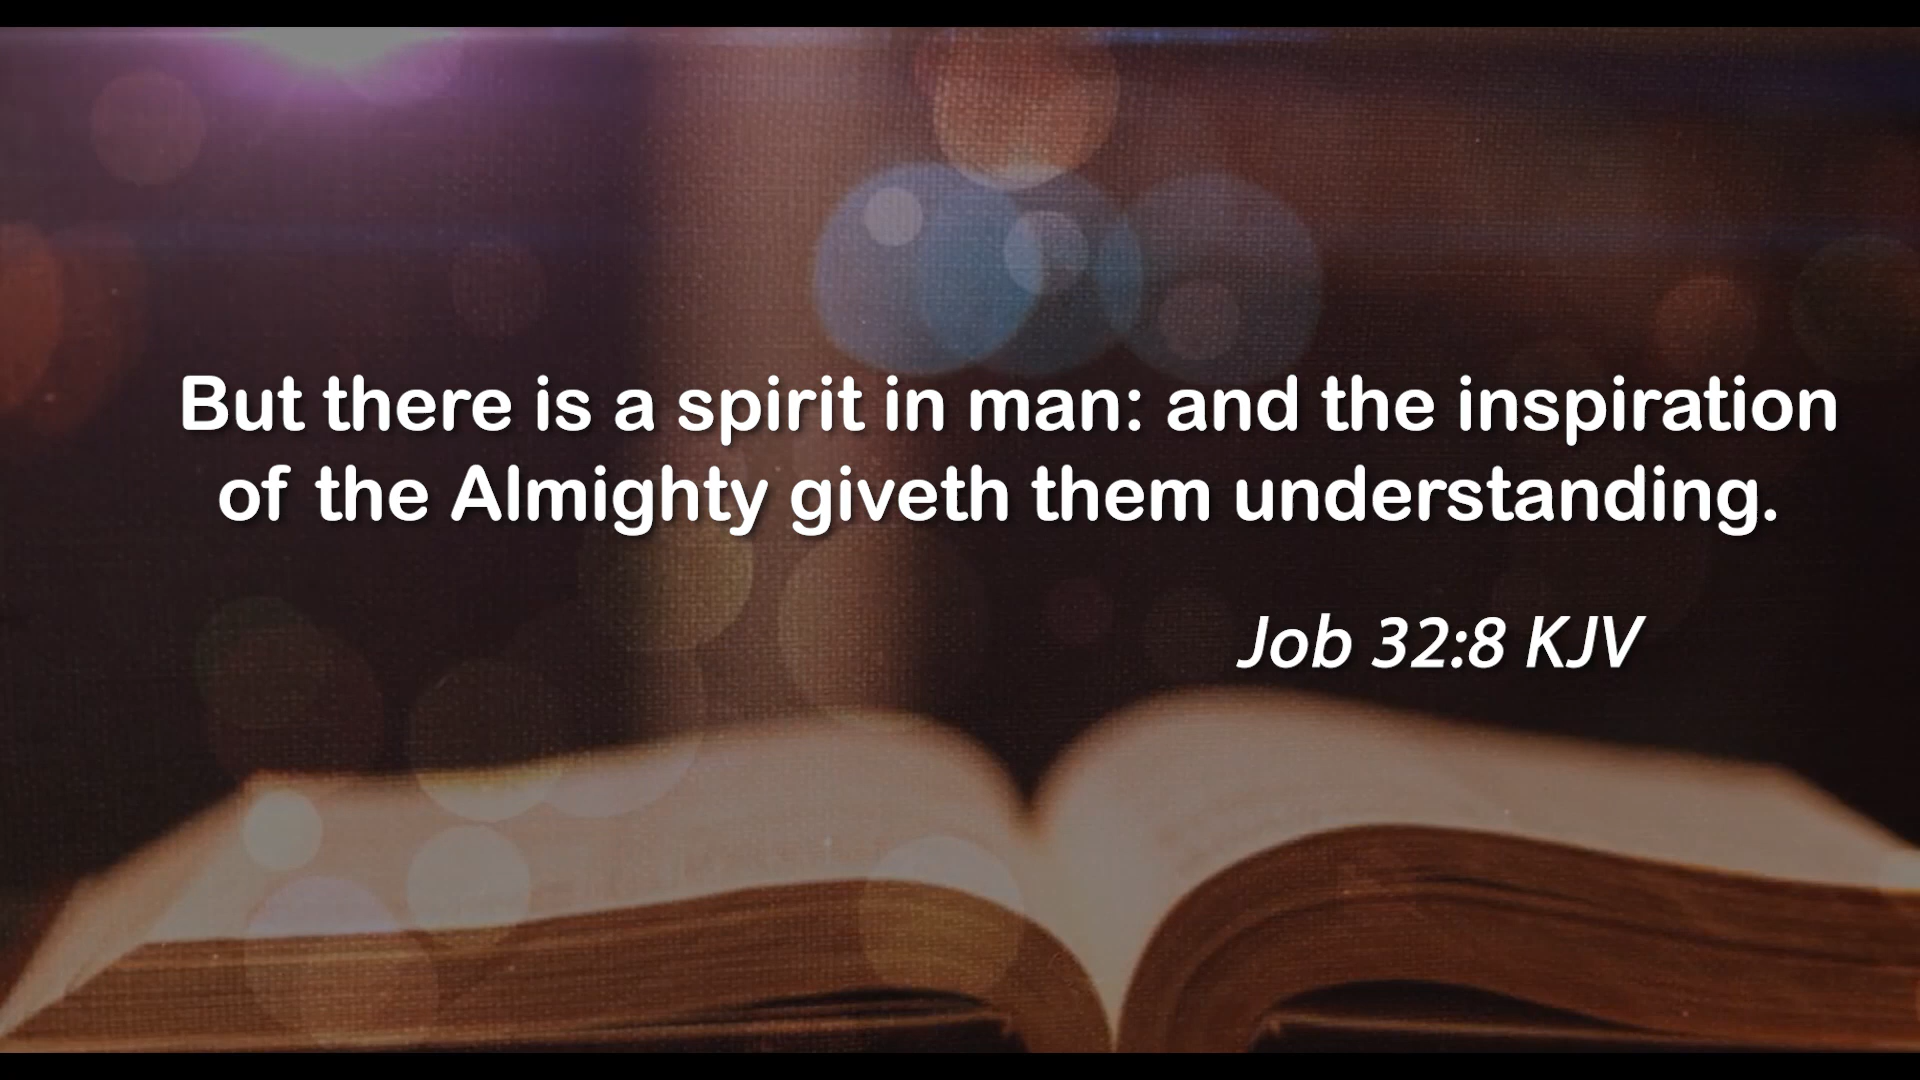 But there is a spirit in man: and the inspiration
of the Almighty giveth them understanding.
Job 32:8 KJV